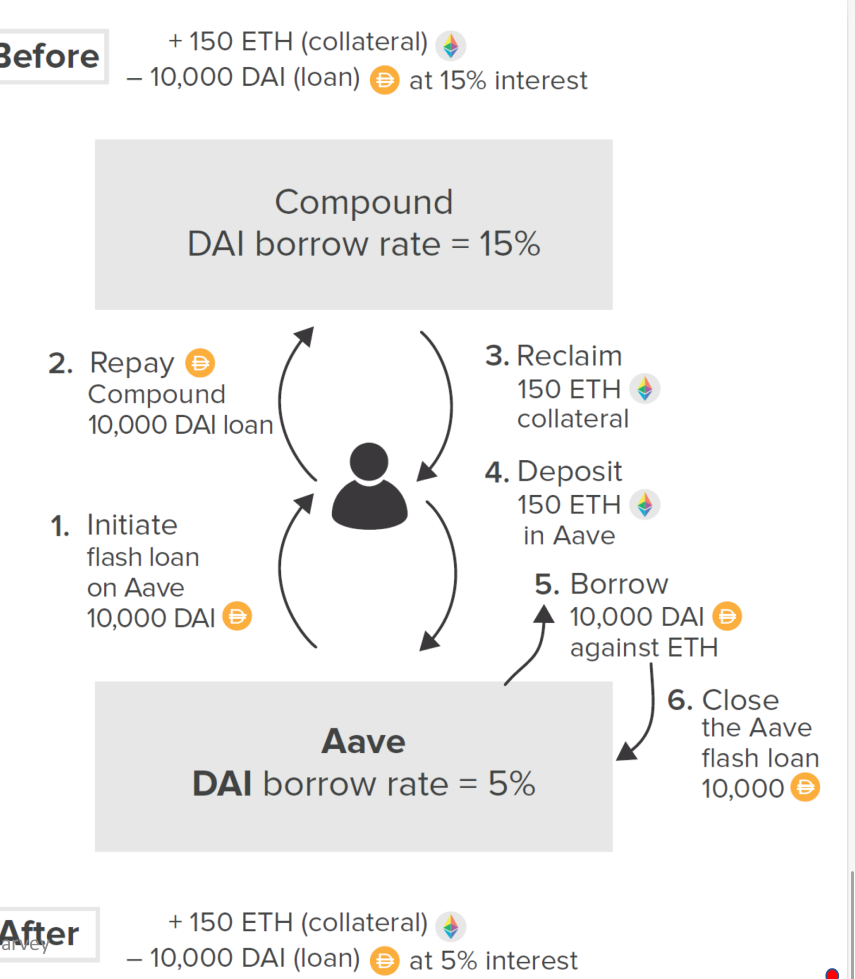 Before
+ 150 ETH (collateral)
– 10,000 DAI (loan) at 15% interest
Compound
DAI borrow rate = 15%
2. Repay
Compound
10,000 DAI loan
3. Reclaim
150 ETH
collateral
4. Deposit
150 ETH
in Aave
1. Initiate
flash loan
on Aave
10,000 DAI
5. Borrow
10,000 DAI
against ETH
6. Close
the Aave
flash loan
10,000
Aave
DAI borrow rate = 5%
After
arvey
+ 150 ETH (collateral)
– 10,000 DAI (loan) at 5% interest